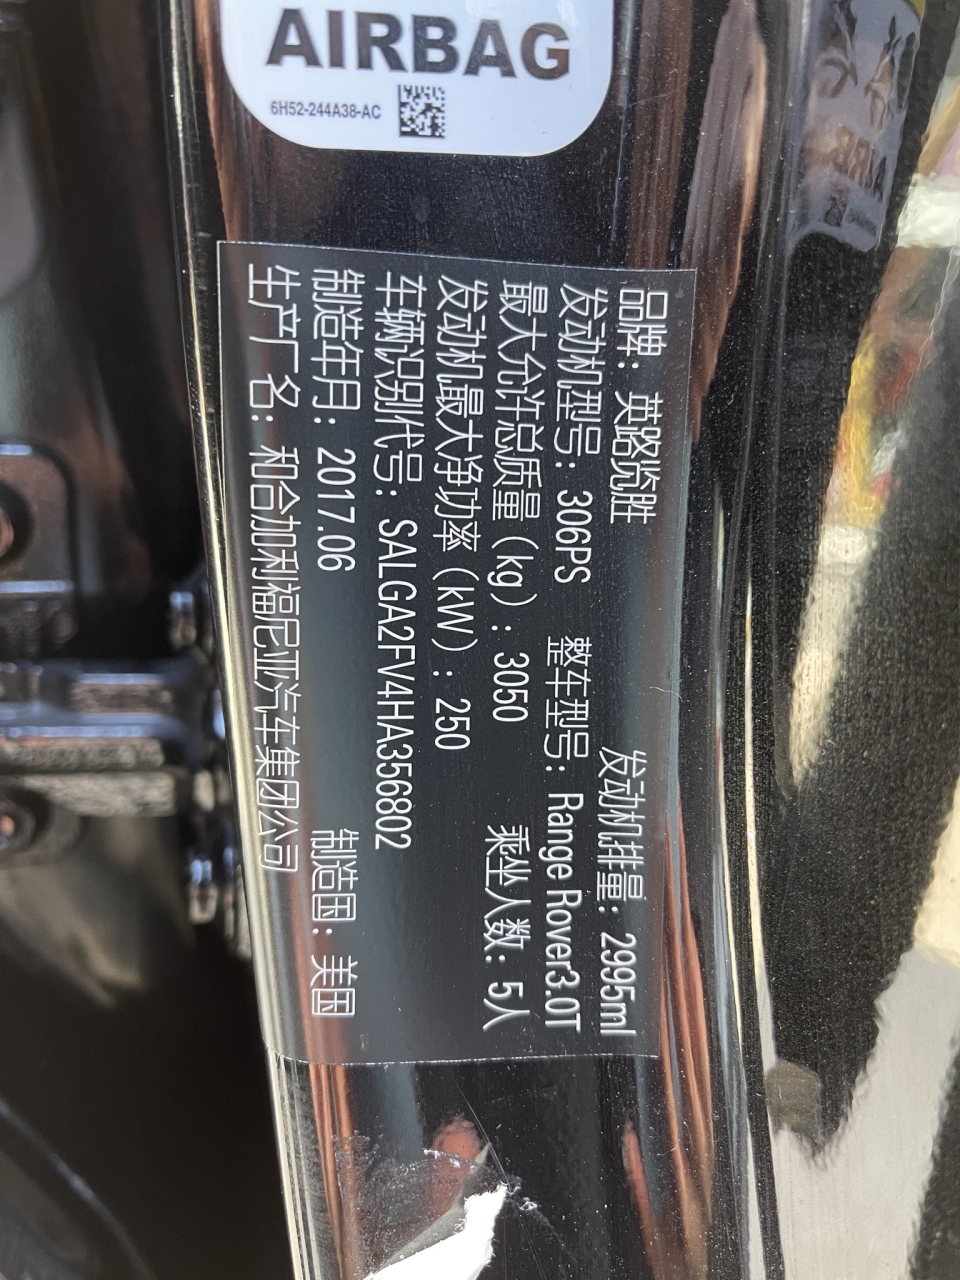 AIRBAG
6H52-244A38-AC
品牌: 英路览胜 发动机排量: 2995ml
发动机型号: 306PS 整车型号: Range Rover3.0T
最大允许总质量（kg）: 3050 乘坐人数: 5人
发动机最大净功率（kW）: 250
车辆识别代号: SALGA2FV4HA356802
制造年月: 2017.06 制造国: 美国
生产厂名: 和合加利福尼亚汽车集团公司